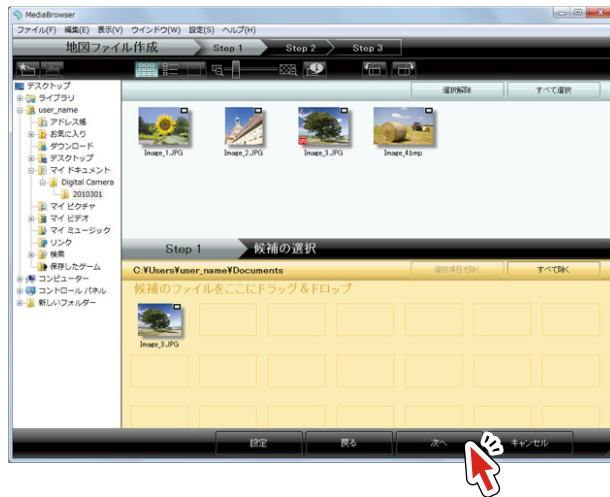 MediaBrowser
ファイル(F) 編集(E) 表示(V) ウインドウ(W) 設定(S) ヘルプ(H)
地図ファイル作成 Step 1 Step 2 Step 3
デスクトップ
選択解除 すべて選択
ライブラリ
user_name
アドレス帳
お気に入り
ダウンロード
デスクトップ
マイ ドキュメント
Digital Camera
2010301
マイ ピクチャ
マイ ビデオ
マイ ミュージック
リンク
検索
保存したゲーム
コンピューター
コントロール パネル
新しいフォルダー
Image_1.JPG Image_2.JPG Image_3.JPG Image_4.bmp
GPS
Step 1 候補の選択
C:¥Users¥user_name¥Documents 選択項目を除く すべて除く
候補のファイルをここにドラッグ&ドロップ
Image_3.JPG
設定 戻る 次へ キャンセル